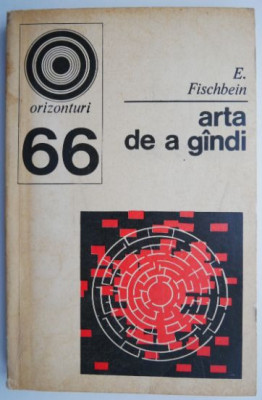 orizonturi
66
E.
Fischbein
arta
de a gîndi